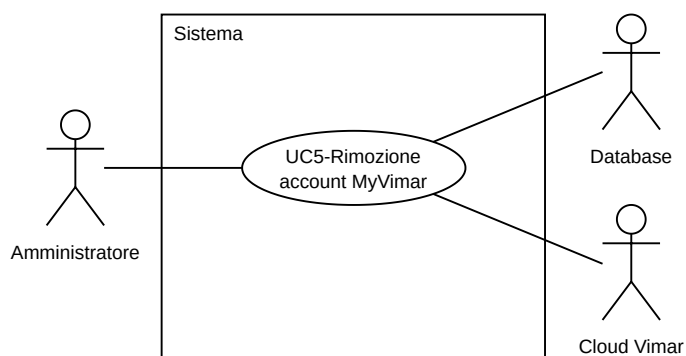 Sistema
Database
UC5-Rimozione
account MyVimar
Amministratore
Cloud Vimar